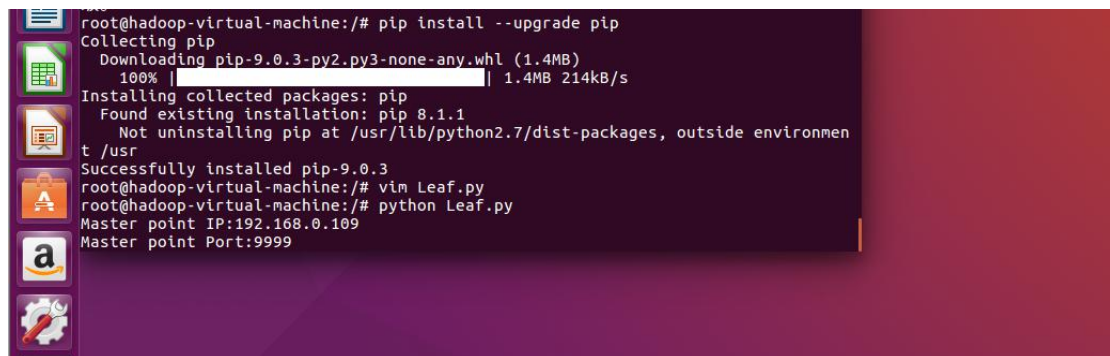 root@hadoop-virtual-machine:/# pip install --upgrade pip
Collecting pip
  Downloading pip-9.0.3-py2.py3-none-any.whl (1.4MB)
    100% |████████████████████████████████| 1.4MB 214kB/s
Installing collected packages: pip
  Found existing installation: pip 8.1.1
    Not uninstalling pip at /usr/lib/python2.7/dist-packages, outside environmen
t /usr
Successfully installed pip-9.0.3
root@hadoop-virtual-machine:/# vim Leaf.py
root@hadoop-virtual-machine:/# python Leaf.py
Master point IP:192.168.0.109
Master point Port:9999